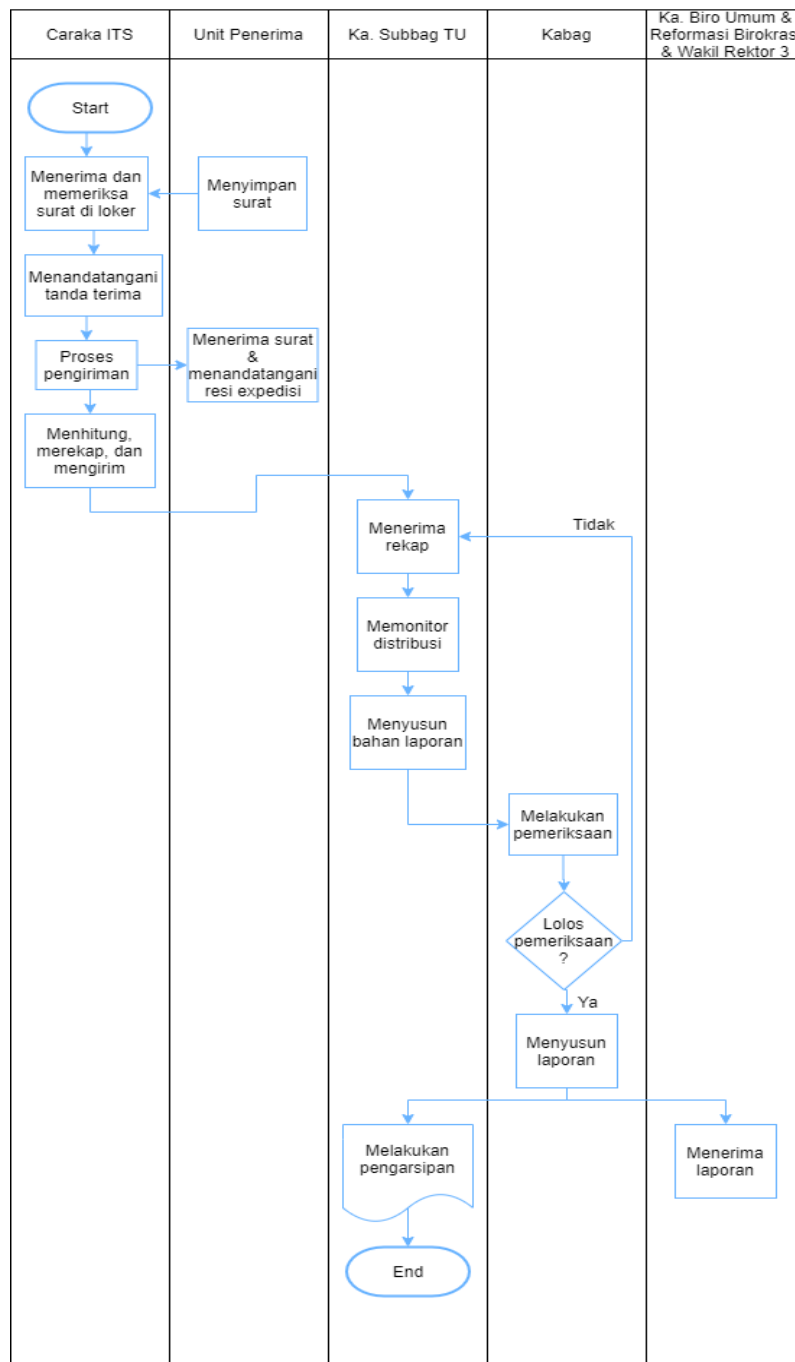 Caraka ITS
Unit Penerima
Ka. Subbag TU
Kabag
Ka. Biro Umum &
Reformasi Birokras
& Wakil Rektor 3
Start
Menerima dan
memeriksa
surat di loker
Menyimpan
surat
Menandatangani
tanda terima
Proses
pengiriman
Menerima surat
&
menandatangani
resi expedisi
Menhitung,
merekap, dan
mengirim
Menerima
rekap
Tidak
Memonitor
distribusi
Menyusun
bahan laporan
Melakukan
pemeriksaan
Lolos
pemeriksaan
?
Ya
Menyusun
laporan
Melakukan
pengarsipan
Menerima
laporan
End